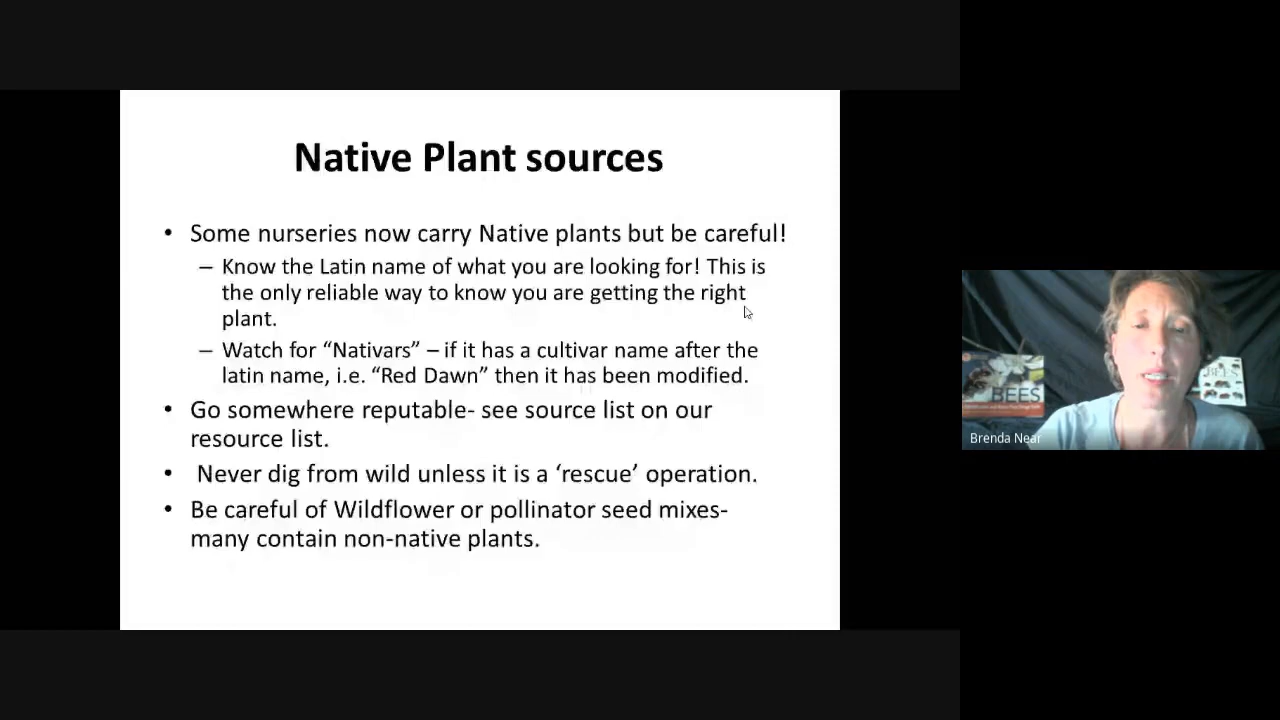 Native Plant sources
• Some nurseries now carry Native plants but be careful!
– Know the Latin name of what you are looking for! This is
the only reliable way to know you are getting the right
plant.
– Watch for “Nativars” – if it has a cultivar name after the
latin name, i.e. “Red Dawn” then it has been modified.
• Go somewhere reputable- see source list on our
resource list.
• Never dig from wild unless it is a ‘rescue’ operation.
• Be careful of Wildflower or pollinator seed mixes-
many contain non-native plants.
BEES
BEES
Brenda Near